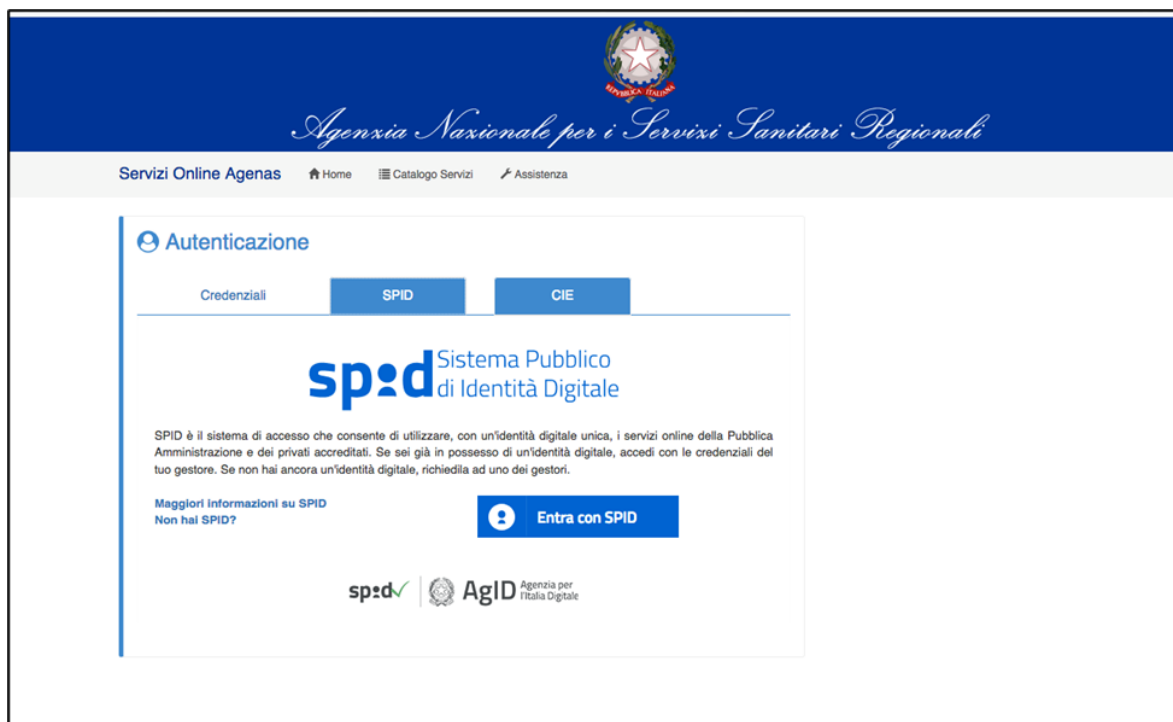 REPVBBLICA ITALIANA
Agenzia Nazionale per i Servizi Sanitari Regionali
Servizi Online Agenas Home Catalogo Servizi Assistenza
Autenticazione
Credenziali SPID CIE
spid Sistema Pubblico
di Identità Digitale
SPID è il sistema di accesso che consente di utilizzare, con un'identità digitale unica, i servizi online della Pubblica
Amministrazione e dei privati accreditati. Se sei già in possesso di un'identità digitale, accedi con le credenziali del
tuo gestore. Se non hai ancora un'identità digitale, richiedila ad uno dei gestori.
Maggiori informazioni su SPID
Non hai SPID?
Entra con SPID
spid AgID Agenzia per
l'Italia Digitale